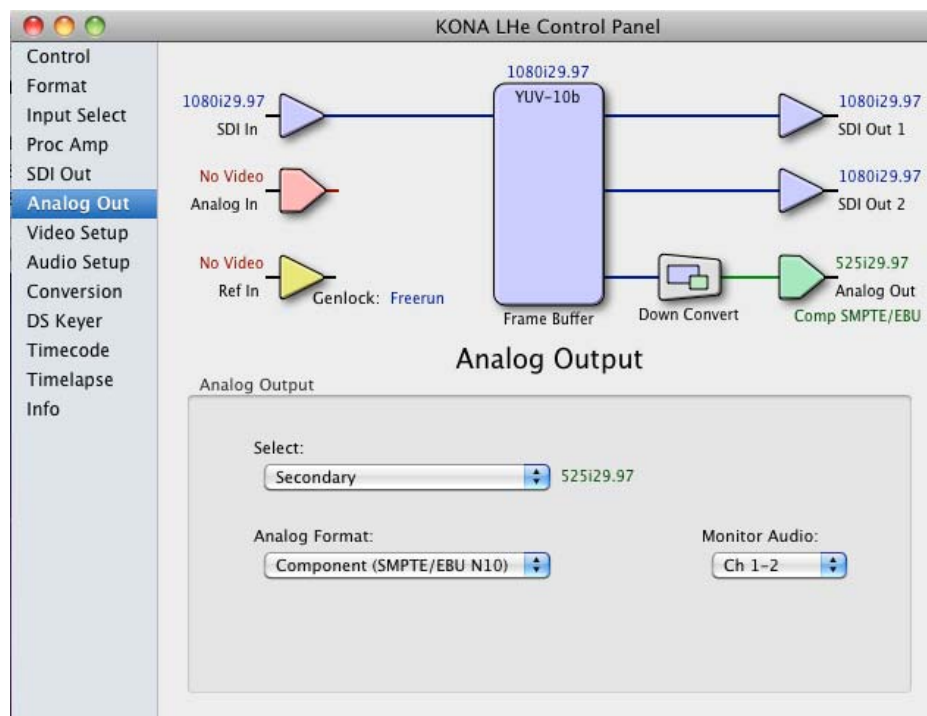 KONA LHe Control Panel
Control
Format
Input Select
Proc Amp
SDI Out
Analog Out
Video Setup
Audio Setup
Conversion
DS Keyer
Timecode
Timelapse
Info
1080i29.97
SDI In
No Video
Analog In
No Video
Ref In
Genlock: Freerun
1080i29.97
YUV-10b
Frame Buffer
1080i29.97
SDI Out 1
1080i29.97
SDI Out 2
Down Convert
525i29.97
Analog Out
Comp SMPTE/EBU
Analog Output
Analog Output
Select:
Secondary 525i29.97
Analog Format:
Component (SMPTE/EBU N10)
Monitor Audio:
Ch 1-2